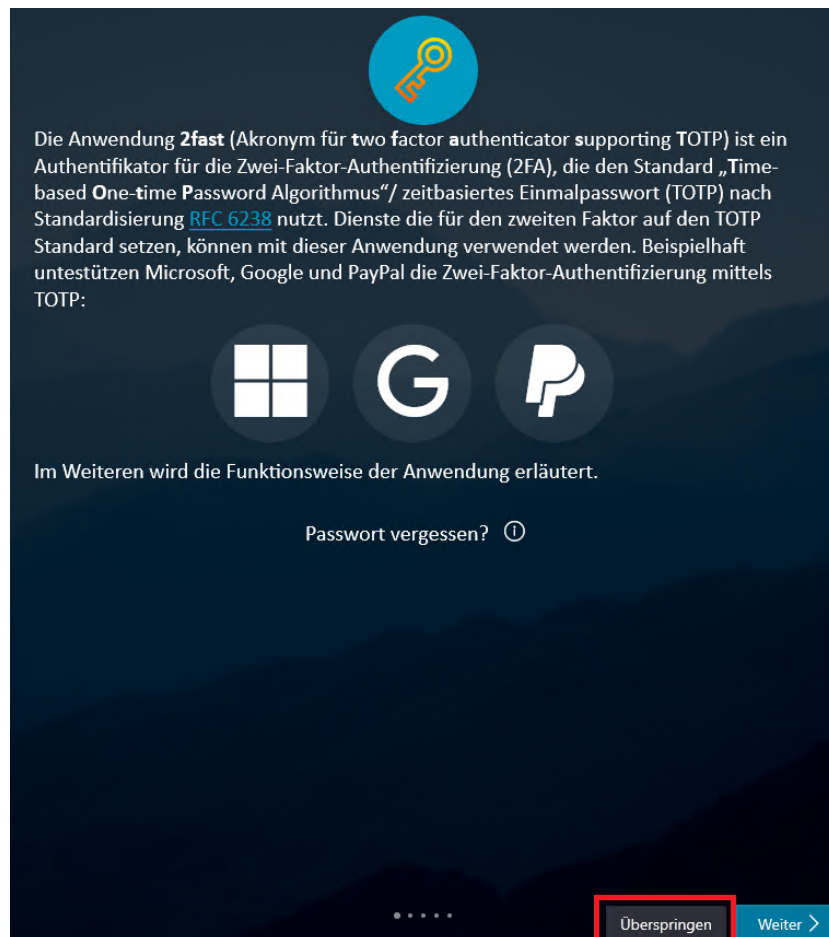 Die Anwendung 2fast (Akronym für two factor authenticator supporting TOTP) ist ein
Authentifikator für die Zwei-Faktor-Authentifizierung (2FA), die den Standard „Time-
based One-time Password Algorithmus“/ zeitbasiertes Einmalpasswort (TOTP) nach
Standardisierung RFC 6238 nutzt. Dienste die für den zweiten Faktor auf den TOTP
Standard setzen, können mit dieser Anwendung verwendet werden. Beispielhaft
untestützen Microsoft, Google und PayPal die Zwei-Faktor-Authentifizierung mittels
TOTP:
Im Weiteren wird die Funktionsweise der Anwendung erläutert.
Passwort vergessen?
Überspringen
Weiter